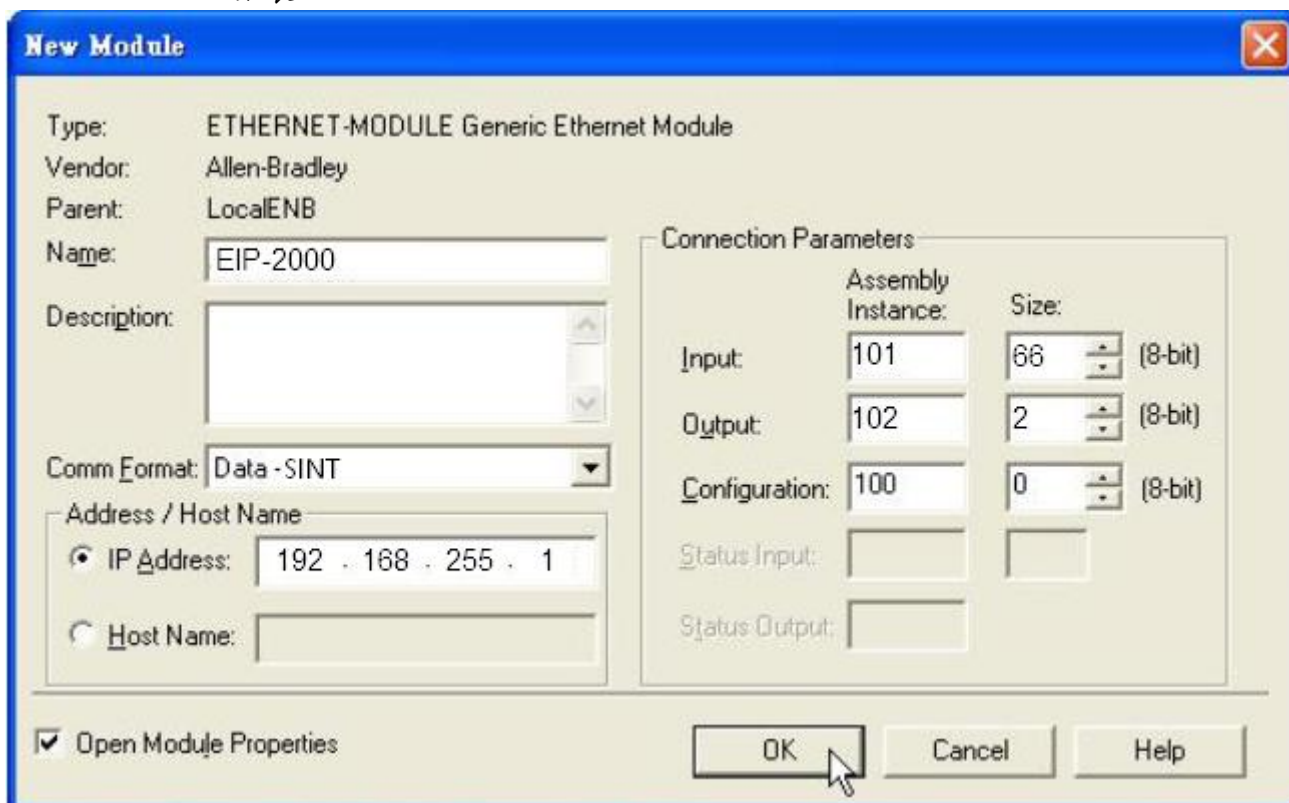 New Module
Type: ETHERNET-MODULE Generic Ethernet Module
Vendor: Allen-Bradley
Parent: LocalENB
Name: EIP-2000
Description:
Comm Format: Data -SINT
Address / Host Name
IP Address: 192 . 168 . 255 . 1
Host Name:
Connection Parameters
Assembly Instance: Size:
Input: 101 66 (8-bit)
Output: 102 2 (8-bit)
Configuration: 100 0 (8-bit)
Status Input:
Status Output:
Open Module Properties
OK Cancel Help